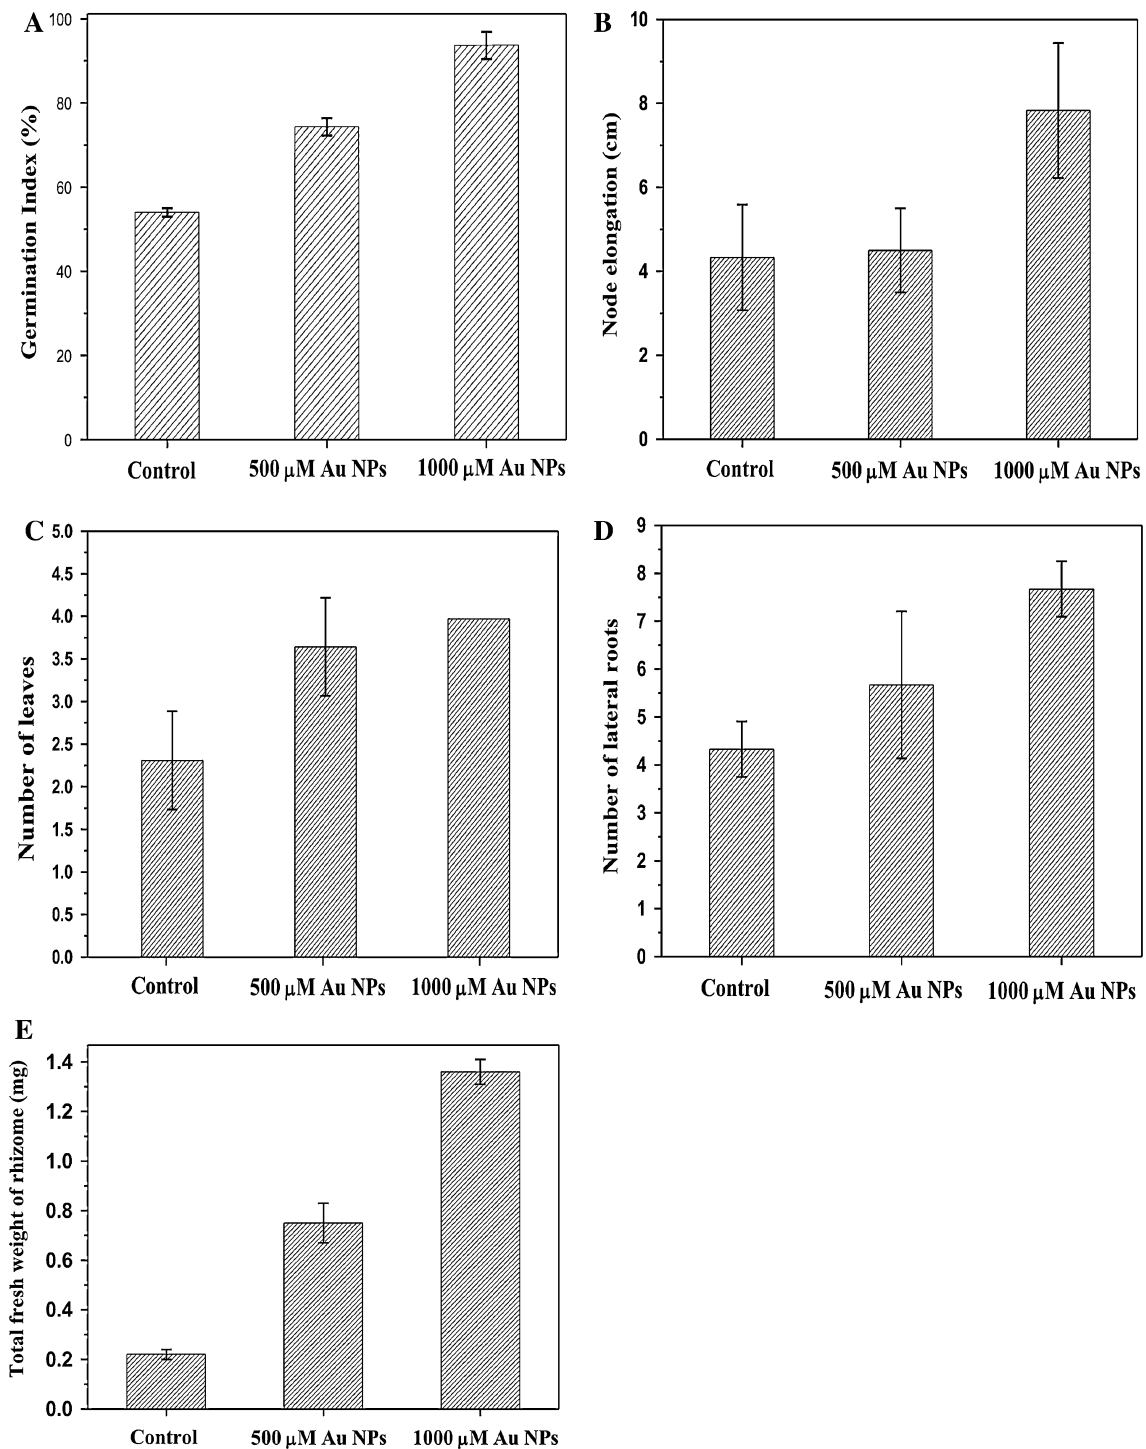 A
Germination Index (%)
100
80
60
40
20
0
Control
500 μM Au NPs
1000 μM Au NPs
B
Node elongation (cm)
10
8
6
4
2
0
Control
500 μM Au NPs
1000 μM Au NPs
C
Number of leaves
5.0
4.5
4.0
3.5
3.0
2.5
2.0
1.5
1.0
0.5
0.0
Control
500 μM Au NPs
1000 μM Au NPs
D
Number of lateral roots
9
8
7
6
5
4
3
2
1
0
Control
500 μM Au NPs
1000 μM Au NPs
E
Total fresh weight of rhizome (mg)
1.4
1.2
1.0
0.8
0.6
0.4
0.2
0.0
Control
500 μM Au NPs
1000 μM Au NPs